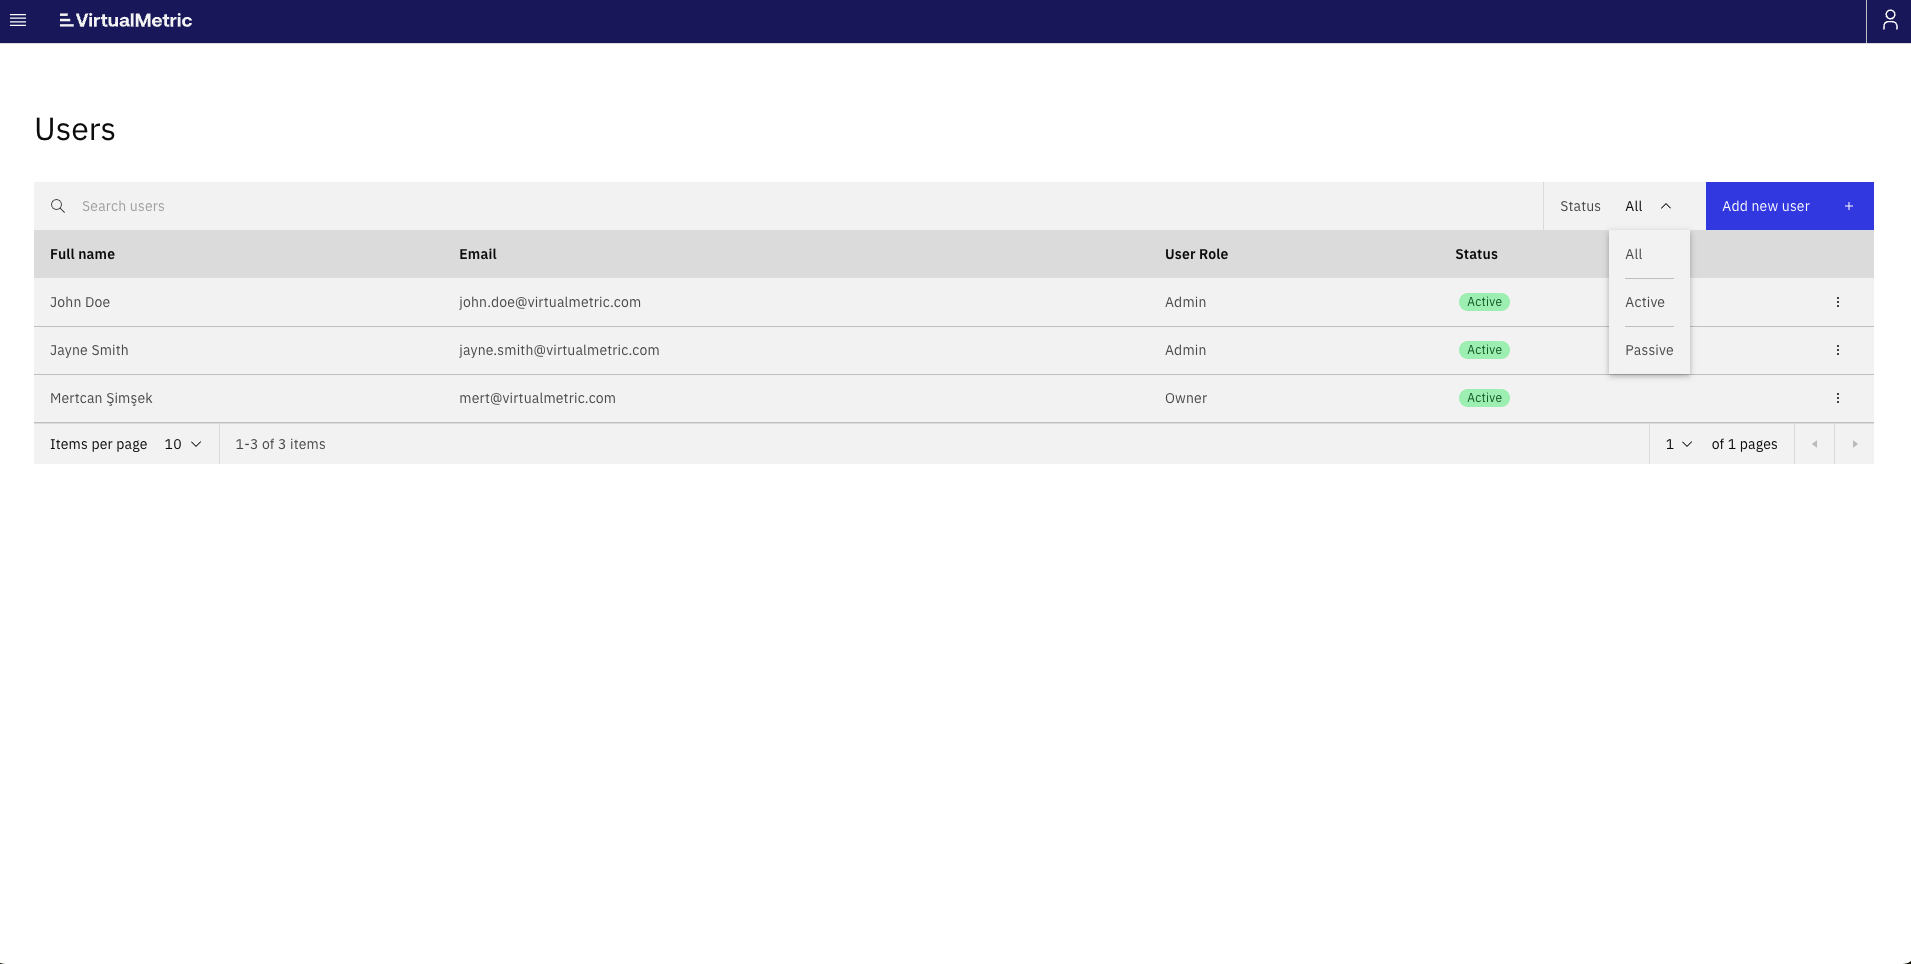 VirtualMetric
Users
Search users
Status All
Add new user +
Full name Email User Role Status
All
John Doe john.doe@virtualmetric.com Admin Active
Active
Jayne Smith jayne.smith@virtualmetric.com Admin Active
Passive
Mertcan Şimşek mert@virtualmetric.com Owner Active
Items per page 10 1-3 of 3 items 1 of 1 pages